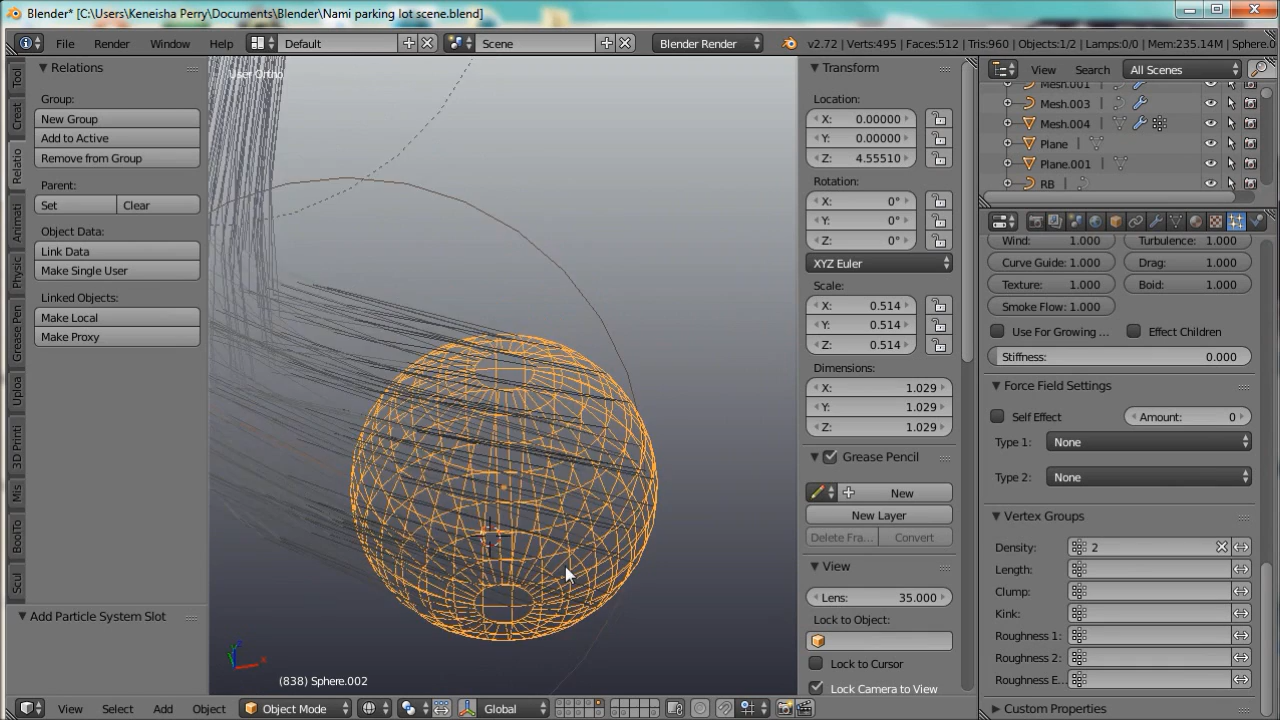 Blender* [C:\Users\Keneisha Perry\Documents\Blender\Nami parking lot scene.blend]
File Render Window Help Default Scene Blender Render v2.72 | Verts:495 | Faces:512 | Tris:960 | Objects:1/2 | Lamps:0/0 | Mem:235.14M | Sphere.0
Tool
Creat
Relatio
Animati
Physic
Grease Pen
Uploa
3D Printi
Mis
BoolTo
Scul
Relations
Group:
New Group
Add to Active
Remove from Group
Parent:
Set Clear
Object Data:
Link Data
Make Single User
Linked Objects:
Make Local
Make Proxy
Add Particle System Slot
User Ortho
(838) Sphere.002
View Select Add Object Object Mode Global
Transform
Location:
X: 0.00000
Y: 0.00000
Z: 4.55510
Rotation:
X: 0°
Y: 0°
Z: 0°
XYZ Euler
Scale:
X: 0.514
Y: 0.514
Z: 0.514
Dimensions:
X: 1.029
Y: 1.029
Z: 1.029
Grease Pencil
New
New Layer
Delete Fra... Convert
View
Lens: 35.000
Lock to Object:
Lock to Cursor
Lock Camera to View
View Search All Scenes
Mesh.001
Mesh.003
Mesh.004
Plane
Plane.001
RB
Wind: 1.000 Turbulence: 1.000
Curve Guide: 1.000 Drag: 1.000
Texture: 1.000 Boid: 1.000
Smoke Flow: 1.000
Use For Growing ... Effect Children
Stiffness: 0.000
Force Field Settings
Self Effect Amount: 0
Type 1: None
Type 2: None
Vertex Groups
Density: 2
Length:
Clump:
Kink:
Roughness 1:
Roughness 2:
Roughness E...
Custom Properties